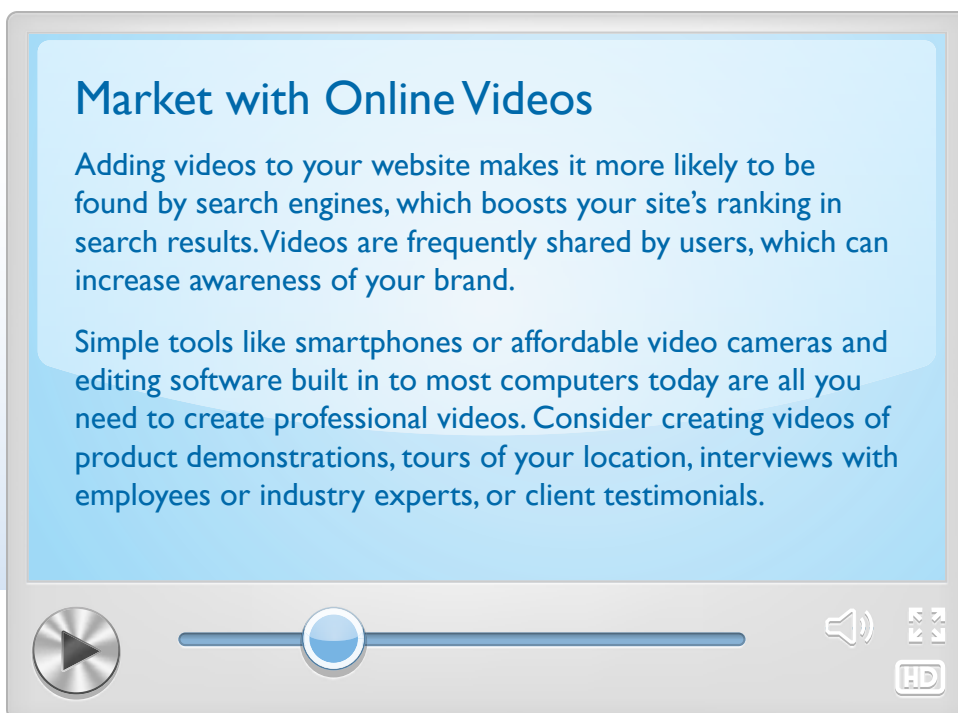 Market with Online Videos
Adding videos to your website makes it more likely to be
found by search engines, which boosts your site's ranking in
search results. Videos are frequently shared by users, which can
increase awareness of your brand.
Simple tools like smartphones or affordable video cameras and
editing software built in to most computers today are all you
need to create professional videos. Consider creating videos of
product demonstrations, tours of your location, interviews with
employees or industry experts, or client testimonials.
HD